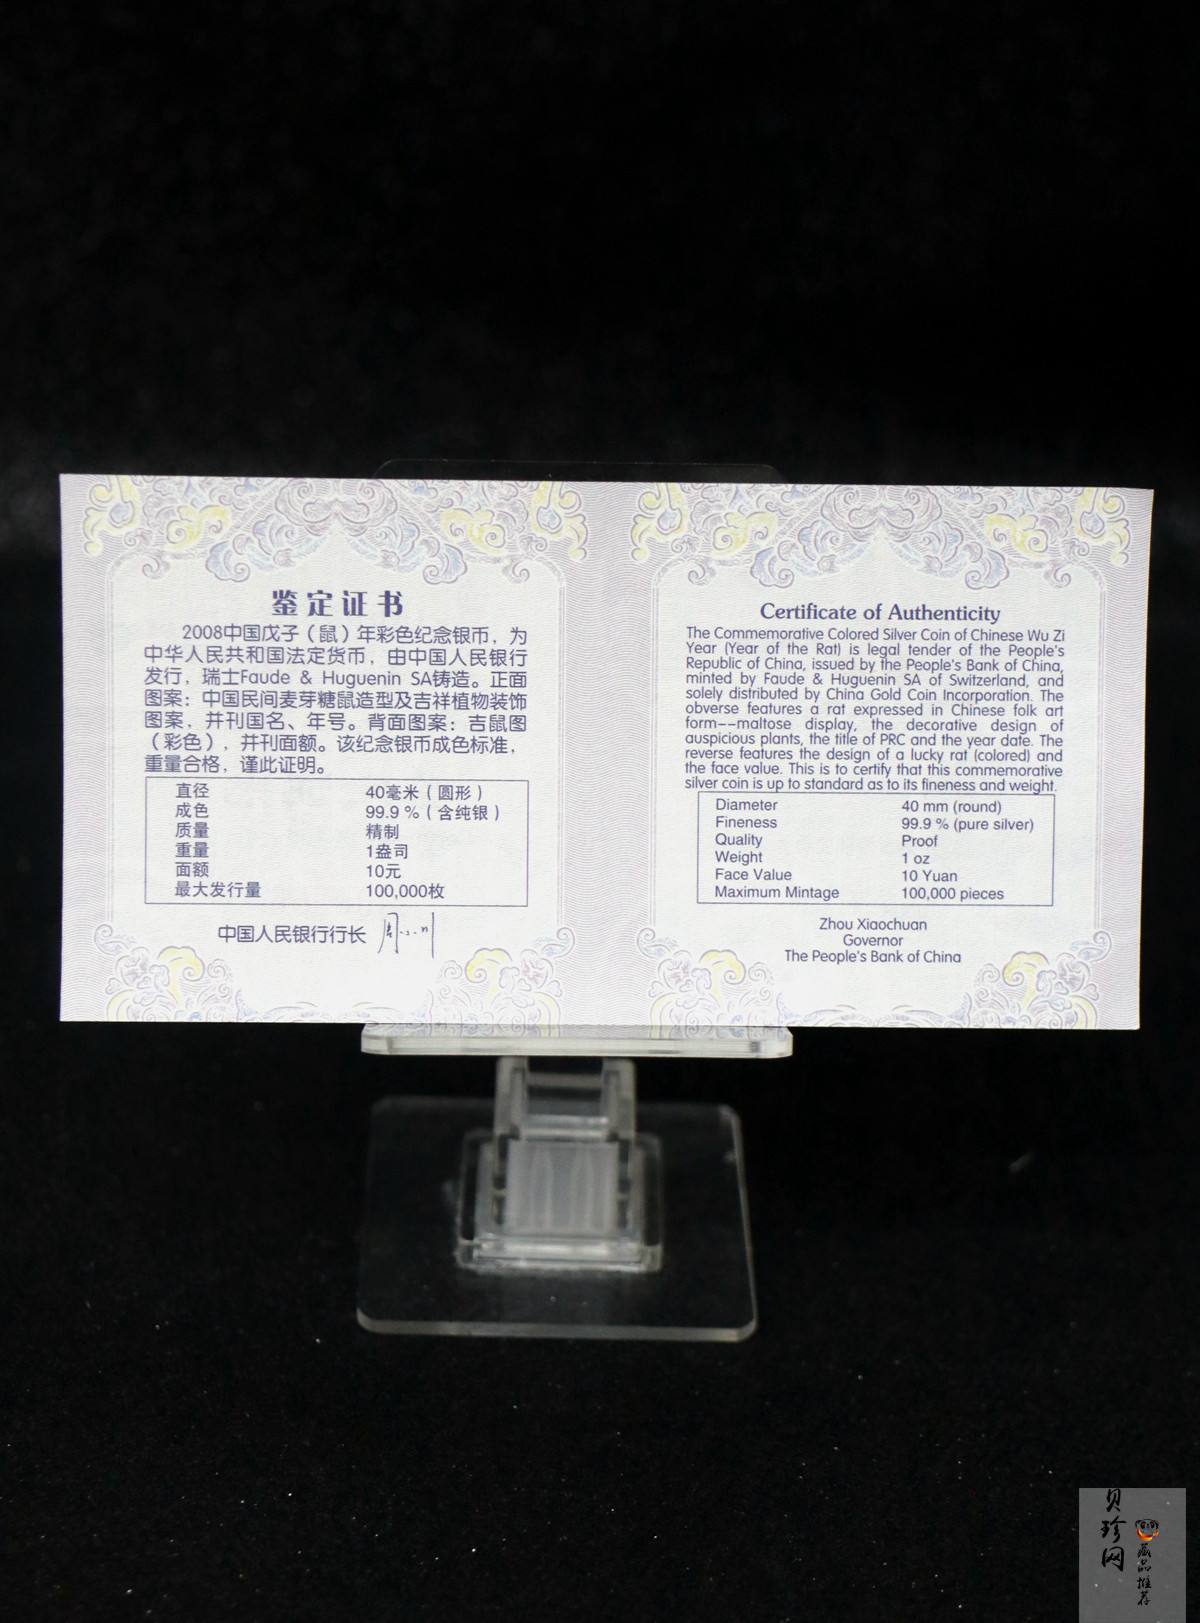 鉴定证书
2008中国戊子（鼠）年彩色纪念银币，为
中华人民共和国法定货币，由中国人民银行
发行，瑞士Faude & Huguenin SA铸造。正面
图案：中国民间麦芽糖鼠造型及吉祥植物装饰
图案，并刊国名、年号。背面图案：吉鼠图
（彩色），并刊面额。该纪念银币成色标准，
重量合格，谨此证明。
直径 40毫米（圆形）
成色 99.9 %（含纯银）
质量 精制
重量 1盎司
面额 10元
最大发行量 100,000枚
中国人民银行行长
Certificate of Authenticity
The Commemorative Colored Silver Coin of Chinese Wu Zi
Year (Year of the Rat) is legal tender of the People's
Republic of China, issued by the People's Bank of China,
minted by Faude & Huguenin SA of Switzerland, and
solely distributed by China Gold Coin Incorporation. The
obverse features a rat expressed in Chinese folk art
form--maltose display, the decorative design of
auspicious plants, the title of PRC and the year date. The
reverse features the design of a lucky rat (colored) and
the face value. This is to certify that this commemorative
silver coin is up to standard as to its fineness and weight.
Diameter 40 mm (round)
Fineness 99.9 % (pure silver)
Quality Proof
Weight 1 oz
Face Value 10 Yuan
Maximum Mintage 100,000 pieces
Zhou Xiaochuan
Governor
The People's Bank of China
贝珍网
藏品推荐